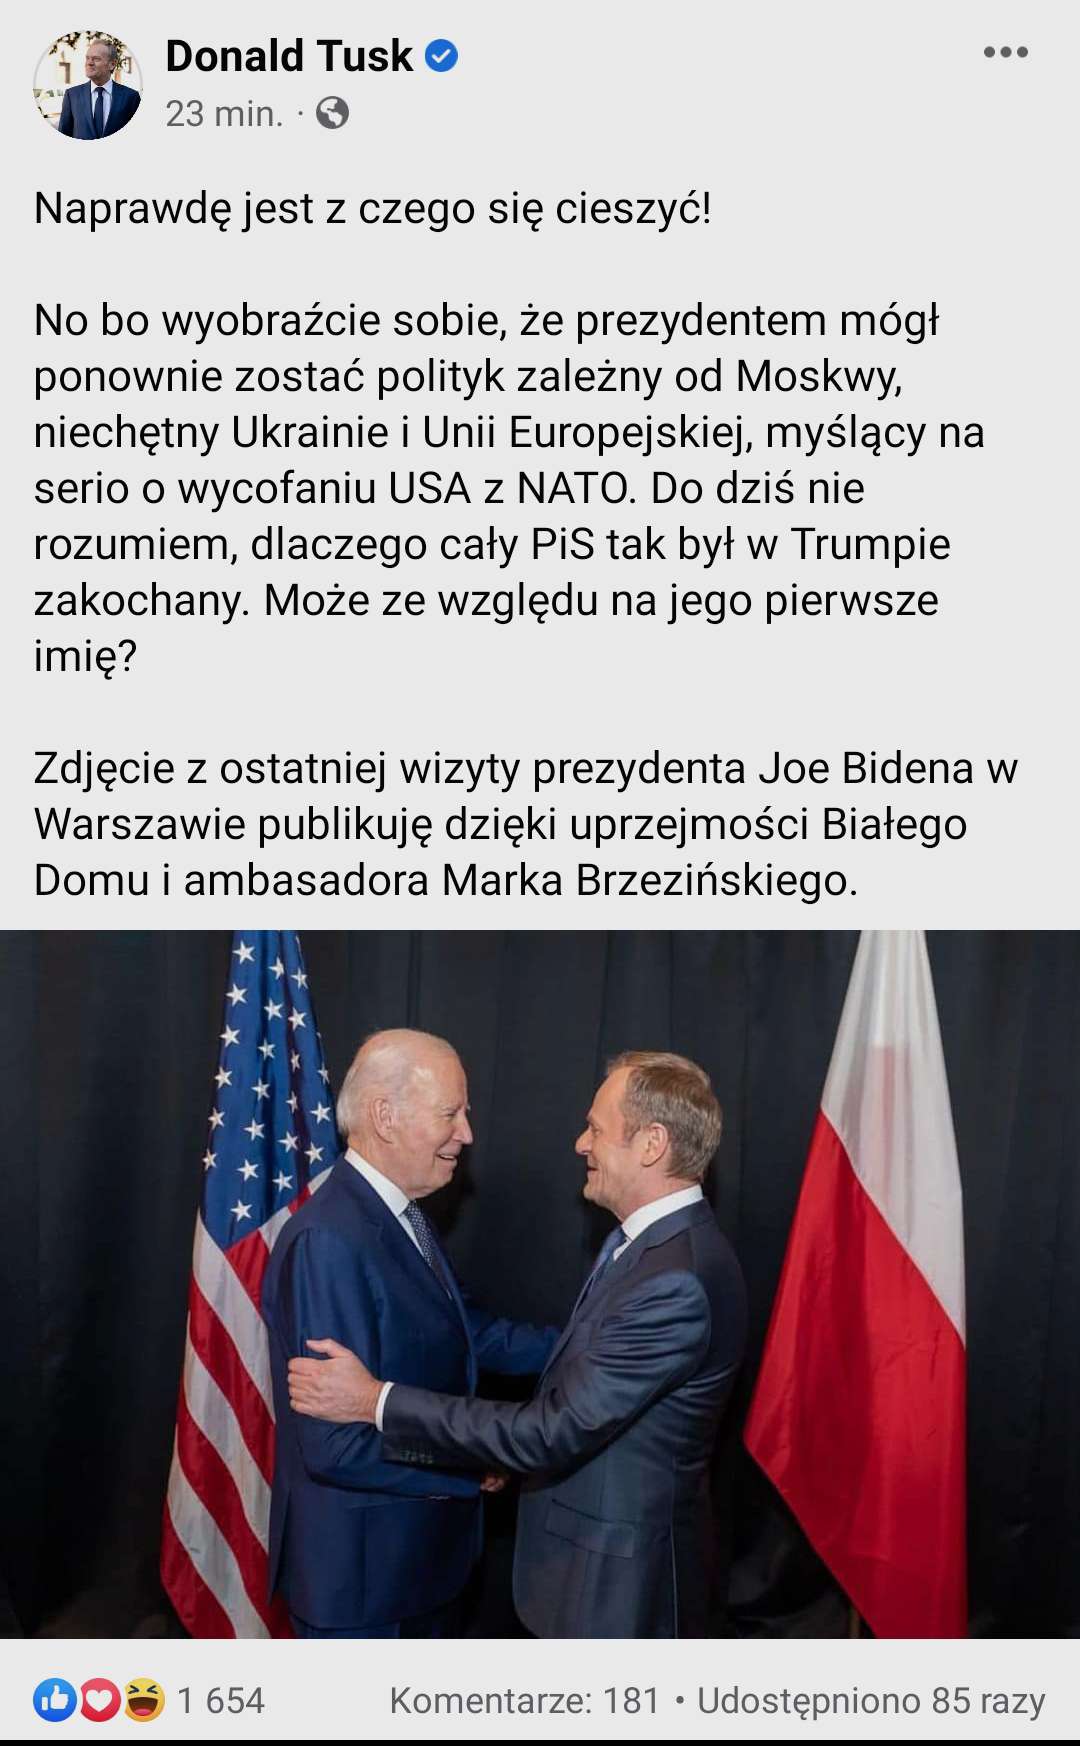 Donald Tusk
23 min. ·
Naprawdę jest z czego się cieszyć!
No bo wyobraźcie sobie, że prezydentem mógł
ponownie zostać polityk zależny od Moskwy,
niechętny Ukrainie i Unii Europejskiej, myślący na
serio o wycofaniu USA z NATO. Do dziś nie
rozumiem, dlaczego cały PiS tak był w Trumpie
zakochany. Może ze względu na jego pierwsze
imię?
Zdjęcie z ostatniej wizyty prezydenta Joe Bidena w
Warszawie publikuję dzięki uprzejmości Białego
Domu i ambasadora Marka Brzezińskiego.
1 654 Komentarze: 181 • Udostępniono 85 razy